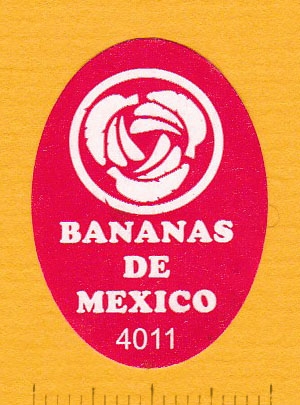 BANANAS
DE
MEXICO
4011